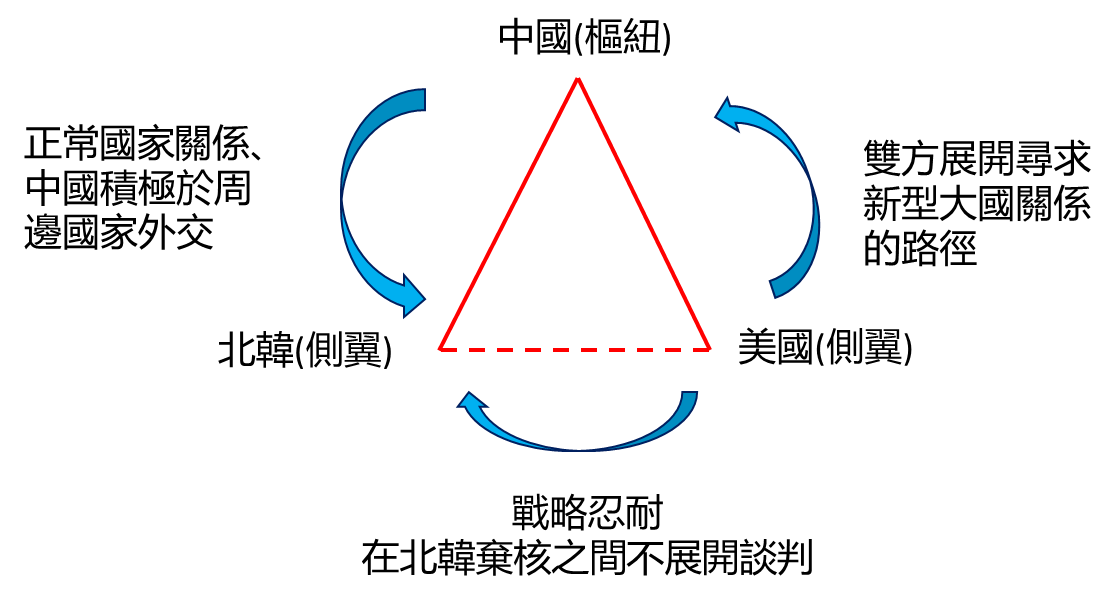 中國(樞紐)
正常國家關係、
中國積極於周
邊國家外交
雙方展開尋求
新型大國關係
的路徑
北韓(側翼)
美國(側翼)
戰略忍耐
在北韓棄核之間不展開談判